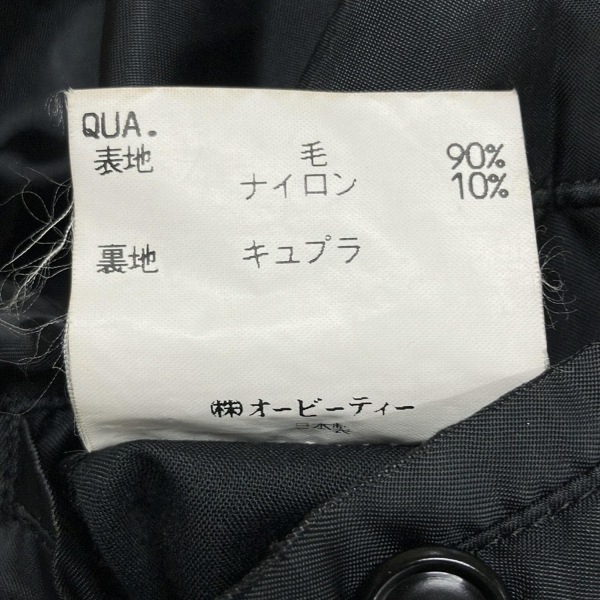 QUA.
表地 毛 90%
ナイロン 10%
裏地 キュプラ
㈱オービーティー
日本製